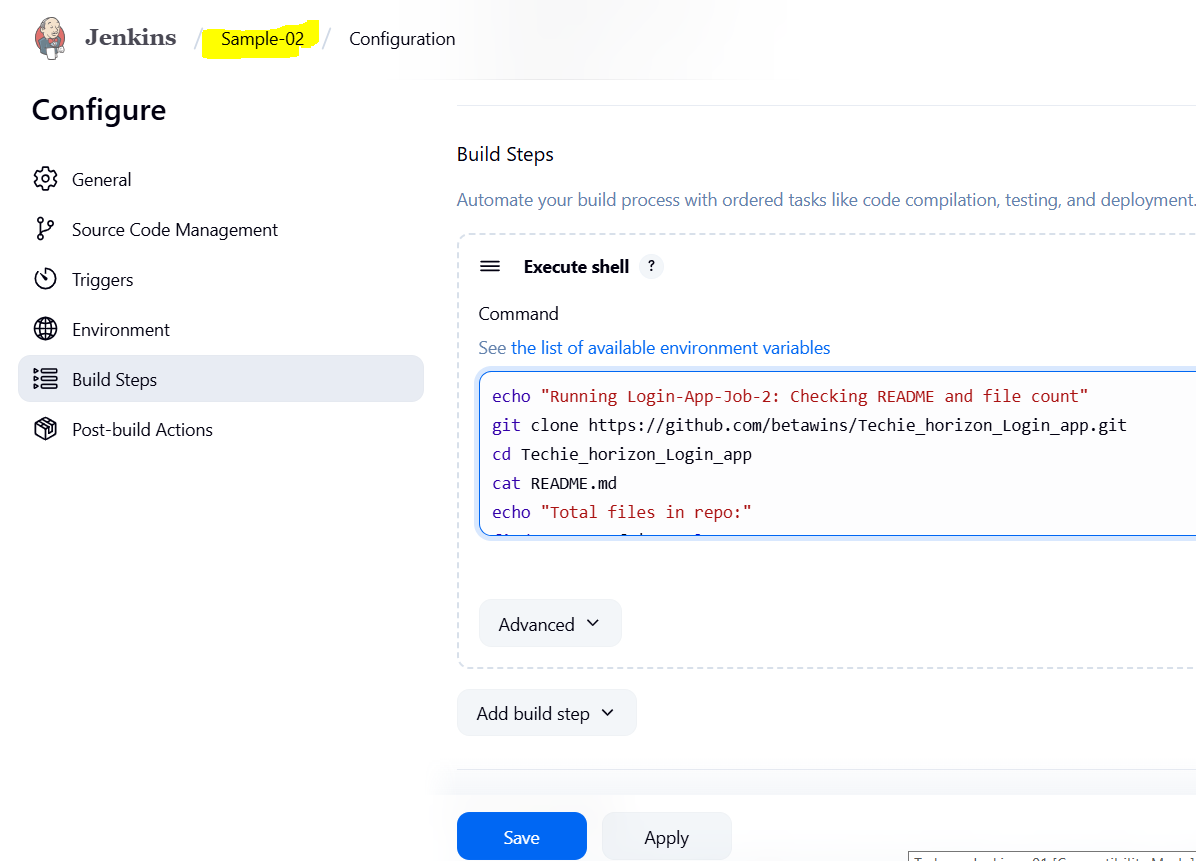 Jenkins / Sample-02 / Configuration
Configure
General
Source Code Management
Triggers
Environment
Build Steps
Post-build Actions
Build Steps
Automate your build process with ordered tasks like code compilation, testing, and deployment.
Execute shell ?
Command
See the list of available environment variables
echo "Running Login-App-Job-2: Checking README and file count"
git clone https://github.com/betawins/Techie_horizon_Login_app.git
cd Techie_horizon_Login_app
cat README.md
echo "Total files in repo:"
Advanced
Add build step
Save Apply